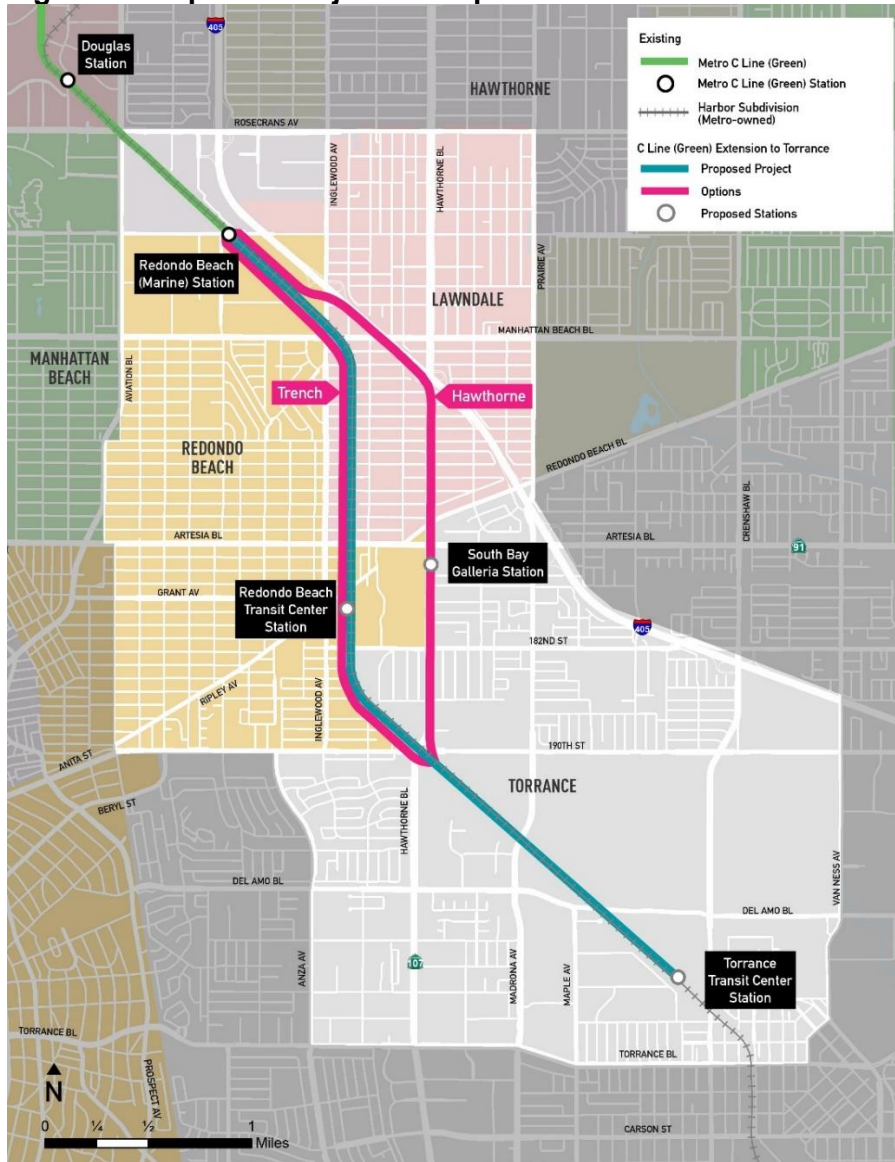 Douglas
Station
405
HAWTHORNE
ROSECRANS AV
INGLEWOOD AV
HAWTHORNE BL
PRAIRIE AV
Existing
Metro C Line (Green)
Metro C Line (Green) Station
Harbor Subdivision
(Metro-owned)
C Line (Green) Extension to Torrance
Proposed Project
Options
Proposed Stations
Redondo Beach
(Marine) Station
LAWNDALE
MANHATTAN BEACH BL
MANHATTAN
BEACH
AVIATION BL
Trench
Hawthorne
REDONDO
BEACH
REDONDO BEACH BL
CRENSHAW BL
ARTESIA BL
ARTESIA BL
91
South Bay
Galleria Station
GRANT AV
Redondo Beach
Transit Center
Station
405
182ND ST
RIPLEY AV
INGLEWOOD AV
190TH ST
ANITA ST
BERYL ST
TORRANCE
HAWTHORNE BL
VAN NESS AV
DEL AMO BL
DEL AMO BL
ANZA AV
107
MADRONA AV
MAPLE AV
Torrance
Transit Center
Station
TORRANCE BL
TORRANCE BL
PROSPECT AV
N
0 ¼ ½ 1
Miles
CARSON ST